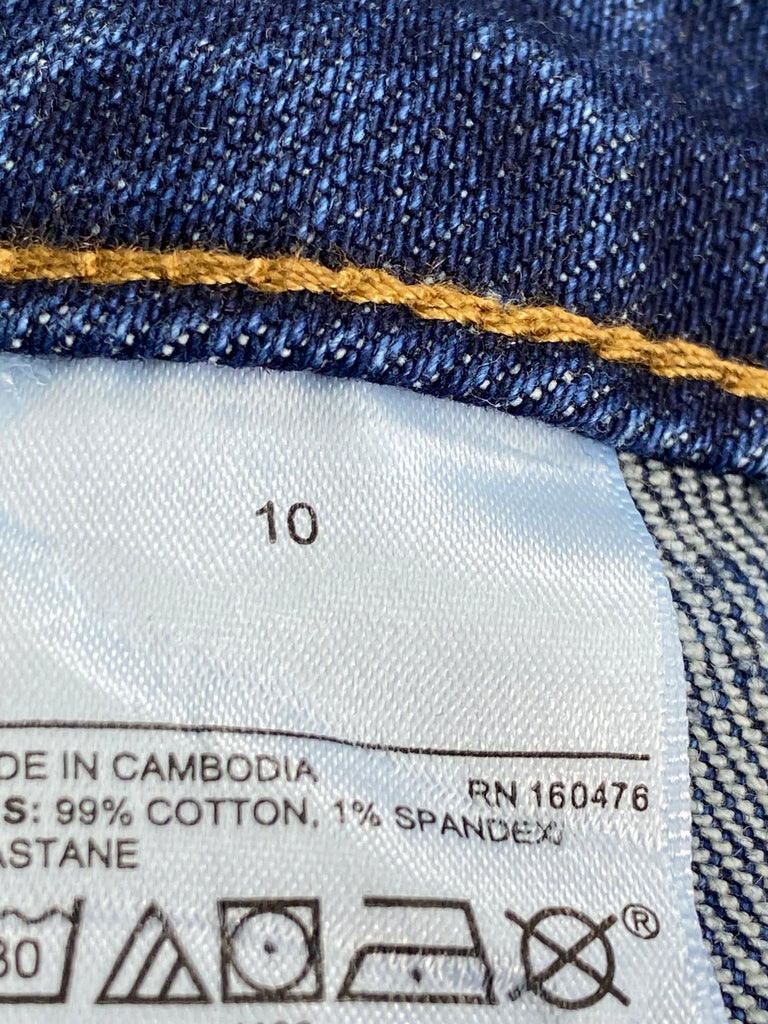 10
DE IN CAMBODIA RN 160476
S: 99% COTTON, 1% SPANDEX/
ASTANE
30
®